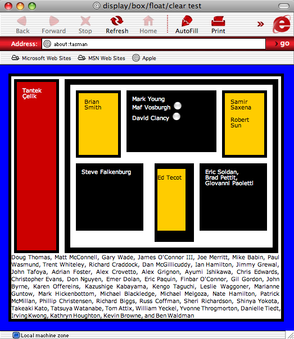 display/box/float/clear test
Back Forward Stop Refresh Home AutoFill Print
Address: about:tasman go
Microsoft Web Sites MSN Web Sites Apple
Tantek
Çelik
Brian
Smith
Mark Young
Maf Vosburgh
David Clancy
Samir
Saxena
Robert
Sun
Steve Falkenburg
Ed Tecot
Eric Soldan,
Brad Pettit,
Giovanni Paoletti
Doug Thomas, Matt McConnell, Gary Wade, James O'Connor III, Joe Merritt, Mike Babin, Paul
Wasmund, Trent Whiteley, Richard Craddock, Dan McGillicuddy, Ian Hamilton, Jimmy Grewal,
John Tafoya, Adrian Foster, Alex Crovetto, Alex Grignon, Ayumi Ishikawa, Chris Edwards,
Christopher Evans, Don Nguyen, Emer Dolan, Eric Paquin, Finbar O'Connor, Gil Gordon, John
Byrne, Karen Offereins, Kazushige Kabayama, Kengo Taguchi, Leslie Waggoner, Marianne
Guntow, Mark Hickenbottom, Michael Blackledge, Michael Melgoza, Nate Hamilton, Patrick
McMillan, Phillip Christensen, Richard Biggs, Russ Coffman, Sheri Richardson, Shinya Yokota,
Takeaki Kato, Tatsuya Watanabe, Tom Attix, William Yeckel, Yvonne Throgmorton, Danielle Tiedt,
Irving Kwong, Kathryn Houghton, Kevin Browne, and Ben Waldman
Local machine zone